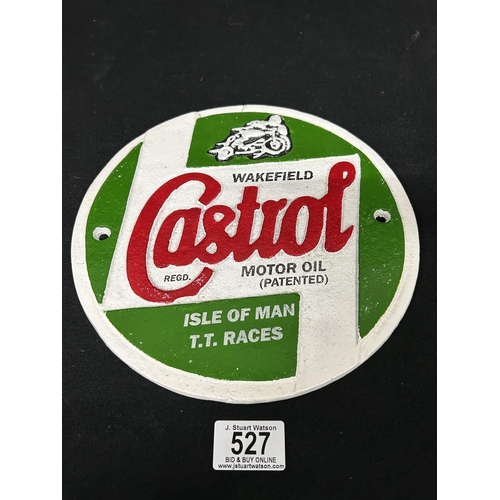 WAKEFIELD
Castrol
REGD.
MOTOR OIL
(PATENTED)
ISLE OF MAN
T.T. RACES
J. Stuart Watson
527
BID & BUY ONLINE
www.jstuartwatson.com